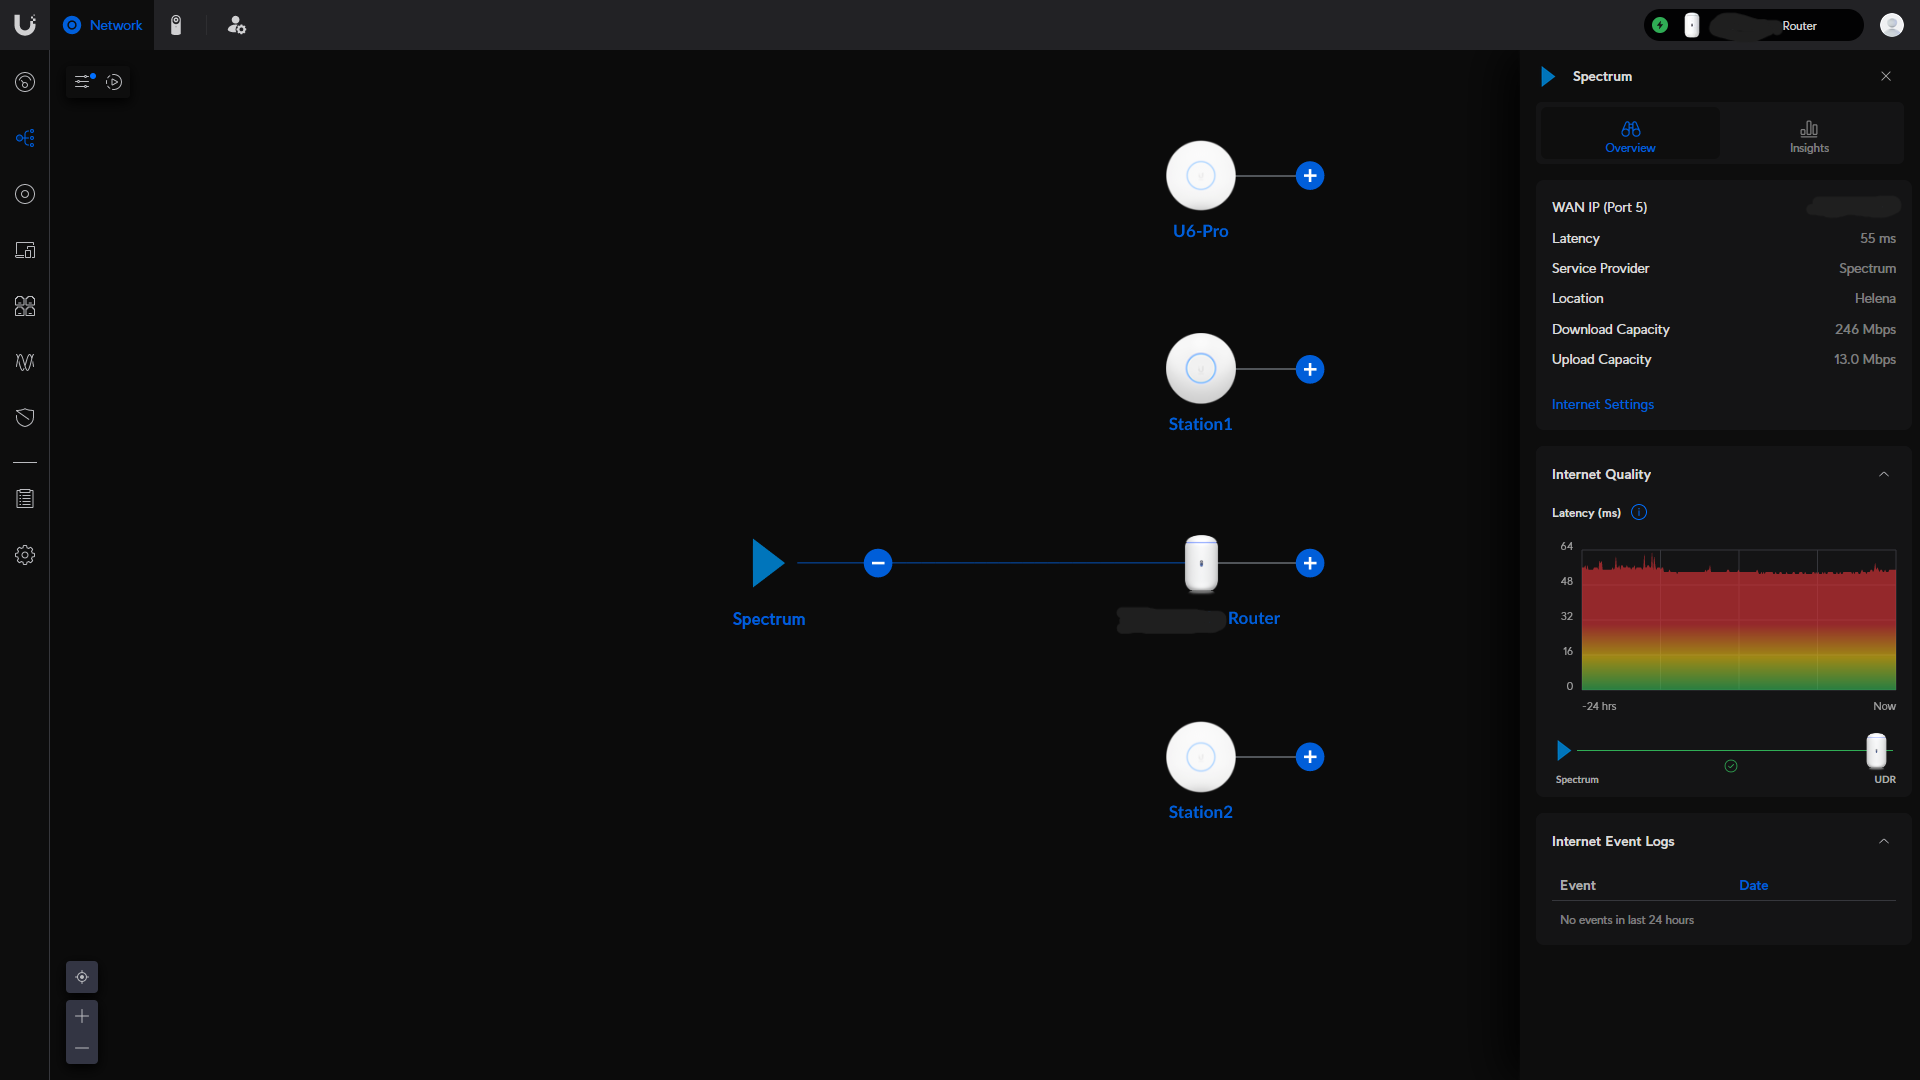 Network
Router
Spectrum
Overview
Insights
WAN IP (Port 5)
Latency 55 ms
Service Provider Spectrum
Location Helena
Download Capacity 246 Mbps
Upload Capacity 13.0 Mbps
Internet Settings
Internet Quality
Latency (ms)
64
48
32
16
0
-24 hrs Now
Spectrum UDR
Internet Event Logs
Event Date
No events in last 24 hours
U6-Pro
Station1
Spectrum
Router
Station2